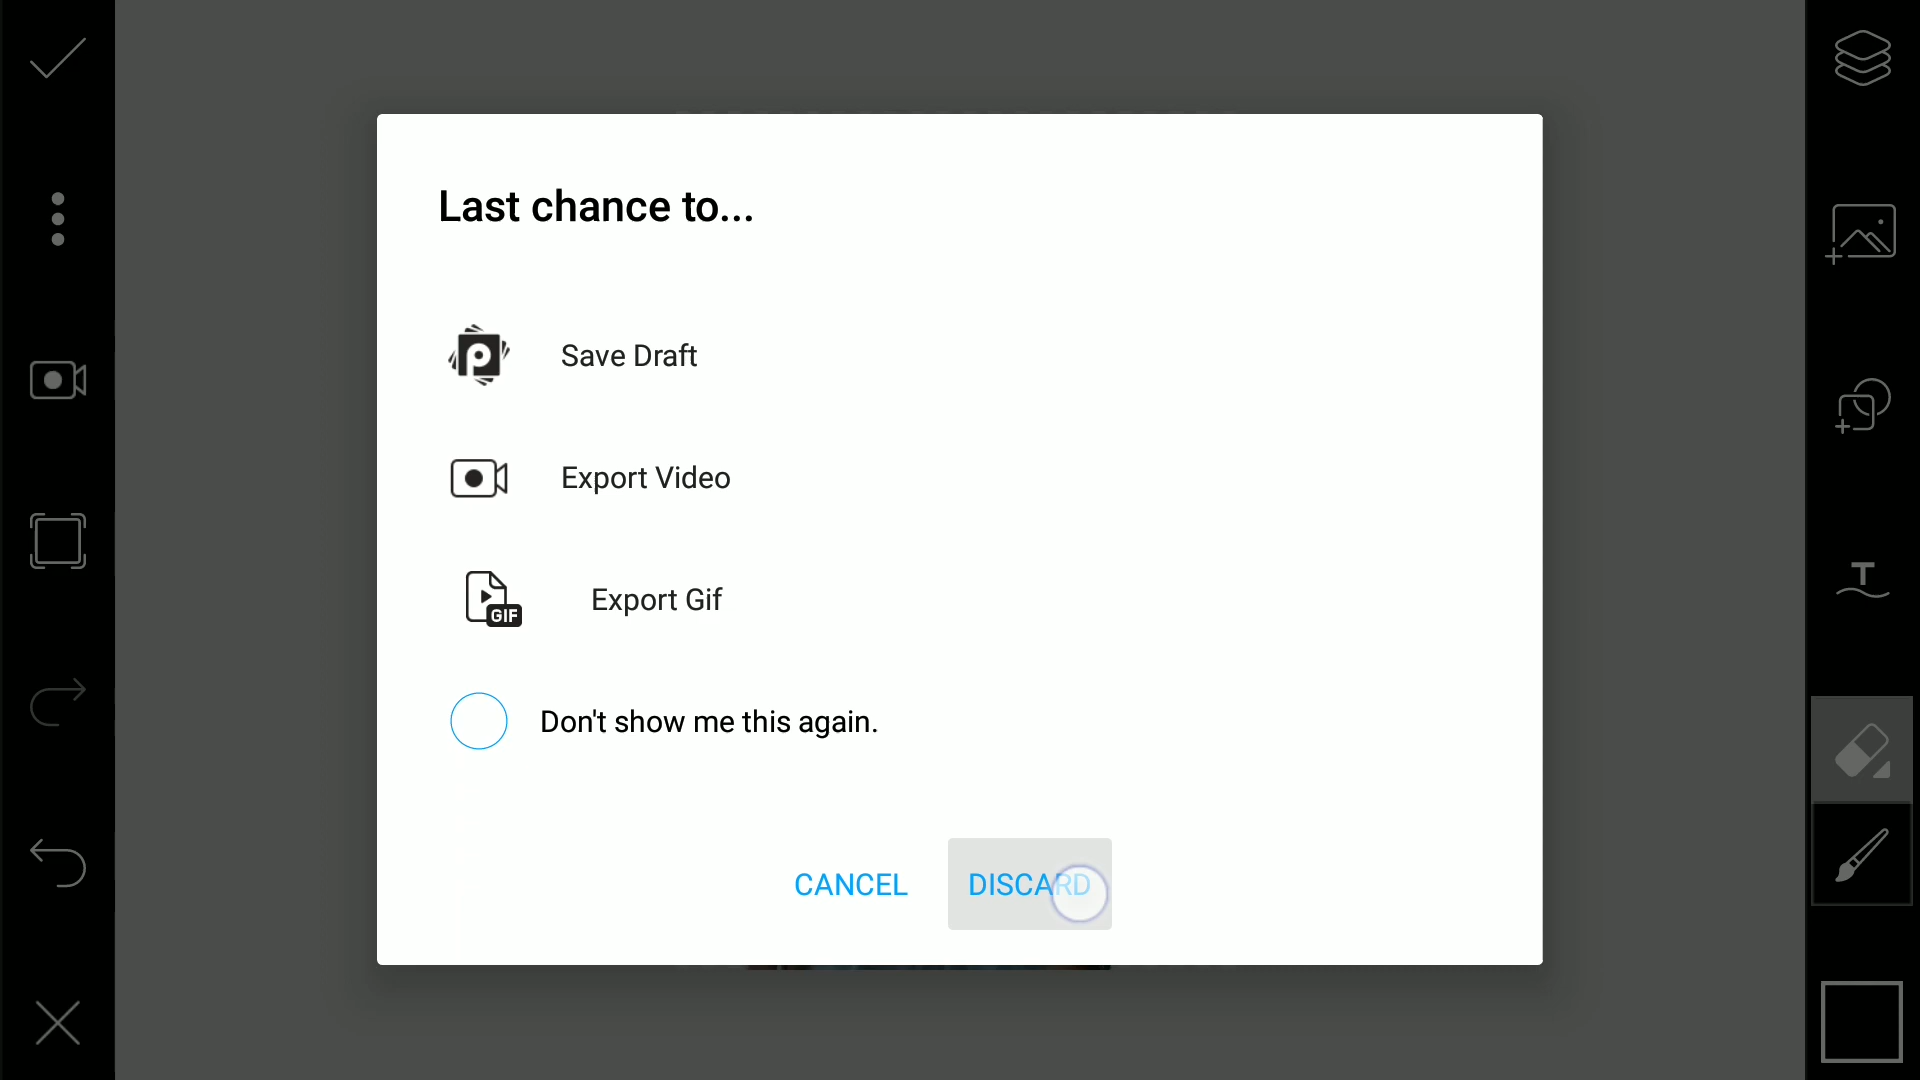 Last chance to...
Save Draft
Export Video
GIF
Export Gif
Don't show me this again.
CANCEL
DISCARD
T